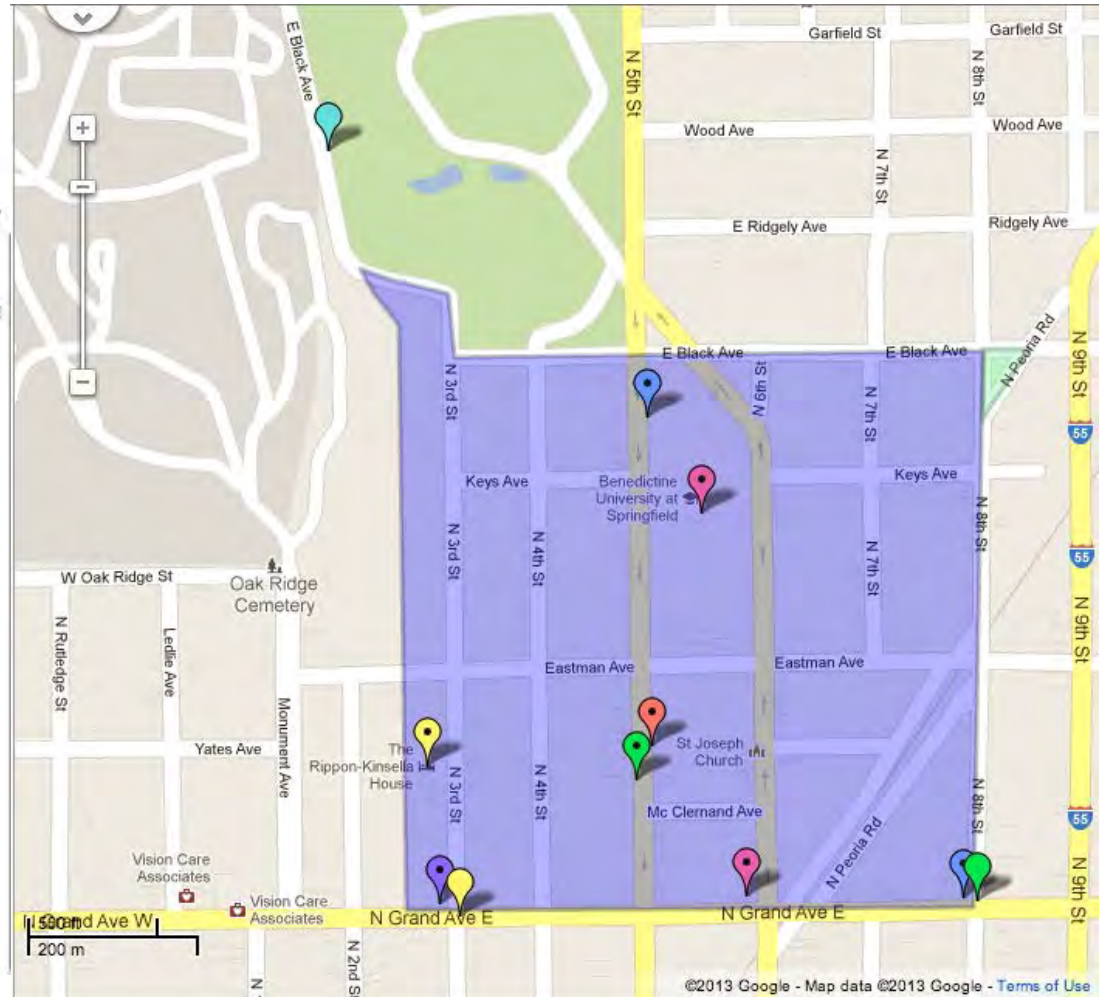 Garfield St
Garfield St
E Black Ave
N 5th St
N 8th St
Wood Ave
Wood Ave
N 7th St
E Ridgely Ave
Ridgely Ave
N Peoria Rd
N 9th St
E Black Ave
E Black Ave
N 6th St
N 3rd St
N 7th St
55
Keys Ave
Keys Ave
Benedictine
University at
Springfield
N 8th St
N 3rd St
N 4th St
N 7th St
55
W Oak Ridge St
Oak Ridge
Cemetery
N Rutledge St
Ledlie Ave
N 9th St
Eastman Ave
Eastman Ave
Monument Ave
Yates Ave
The
Rippon-Kinsella
House
St Joseph
Church
N 3rd St
N 4th St
Mc Clernand Ave
N 8th St
55
N Peoria Rd
Vision Care
Associates
Vision Care
Associates
N 9th St
N Grand Ave W
N Grand Ave E
N Grand Ave E
500 ft
200 m
N 2nd St
©2013 Google - Map data ©2013 Google - Terms of Use